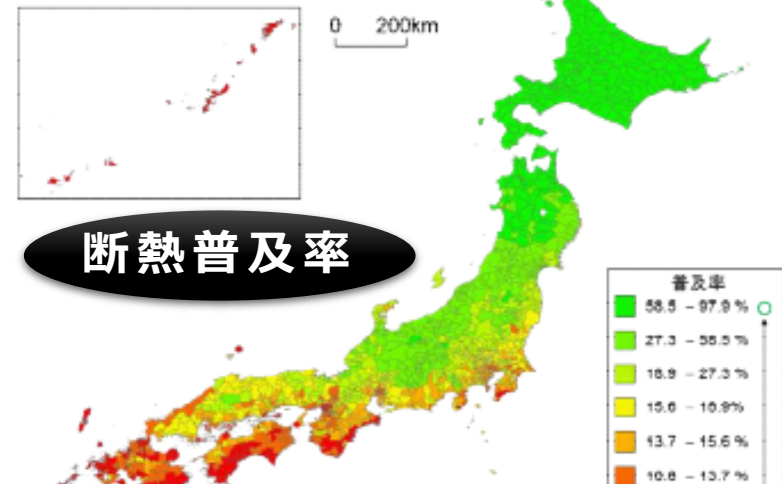 0 200km
断熱普及率
普及率
58.5 － 97.9 %
27.3 － 58.5 %
18.9 － 27.3 %
15.6 － 18.9%
13.7 － 15.6 %
10.8 － 13.7 %